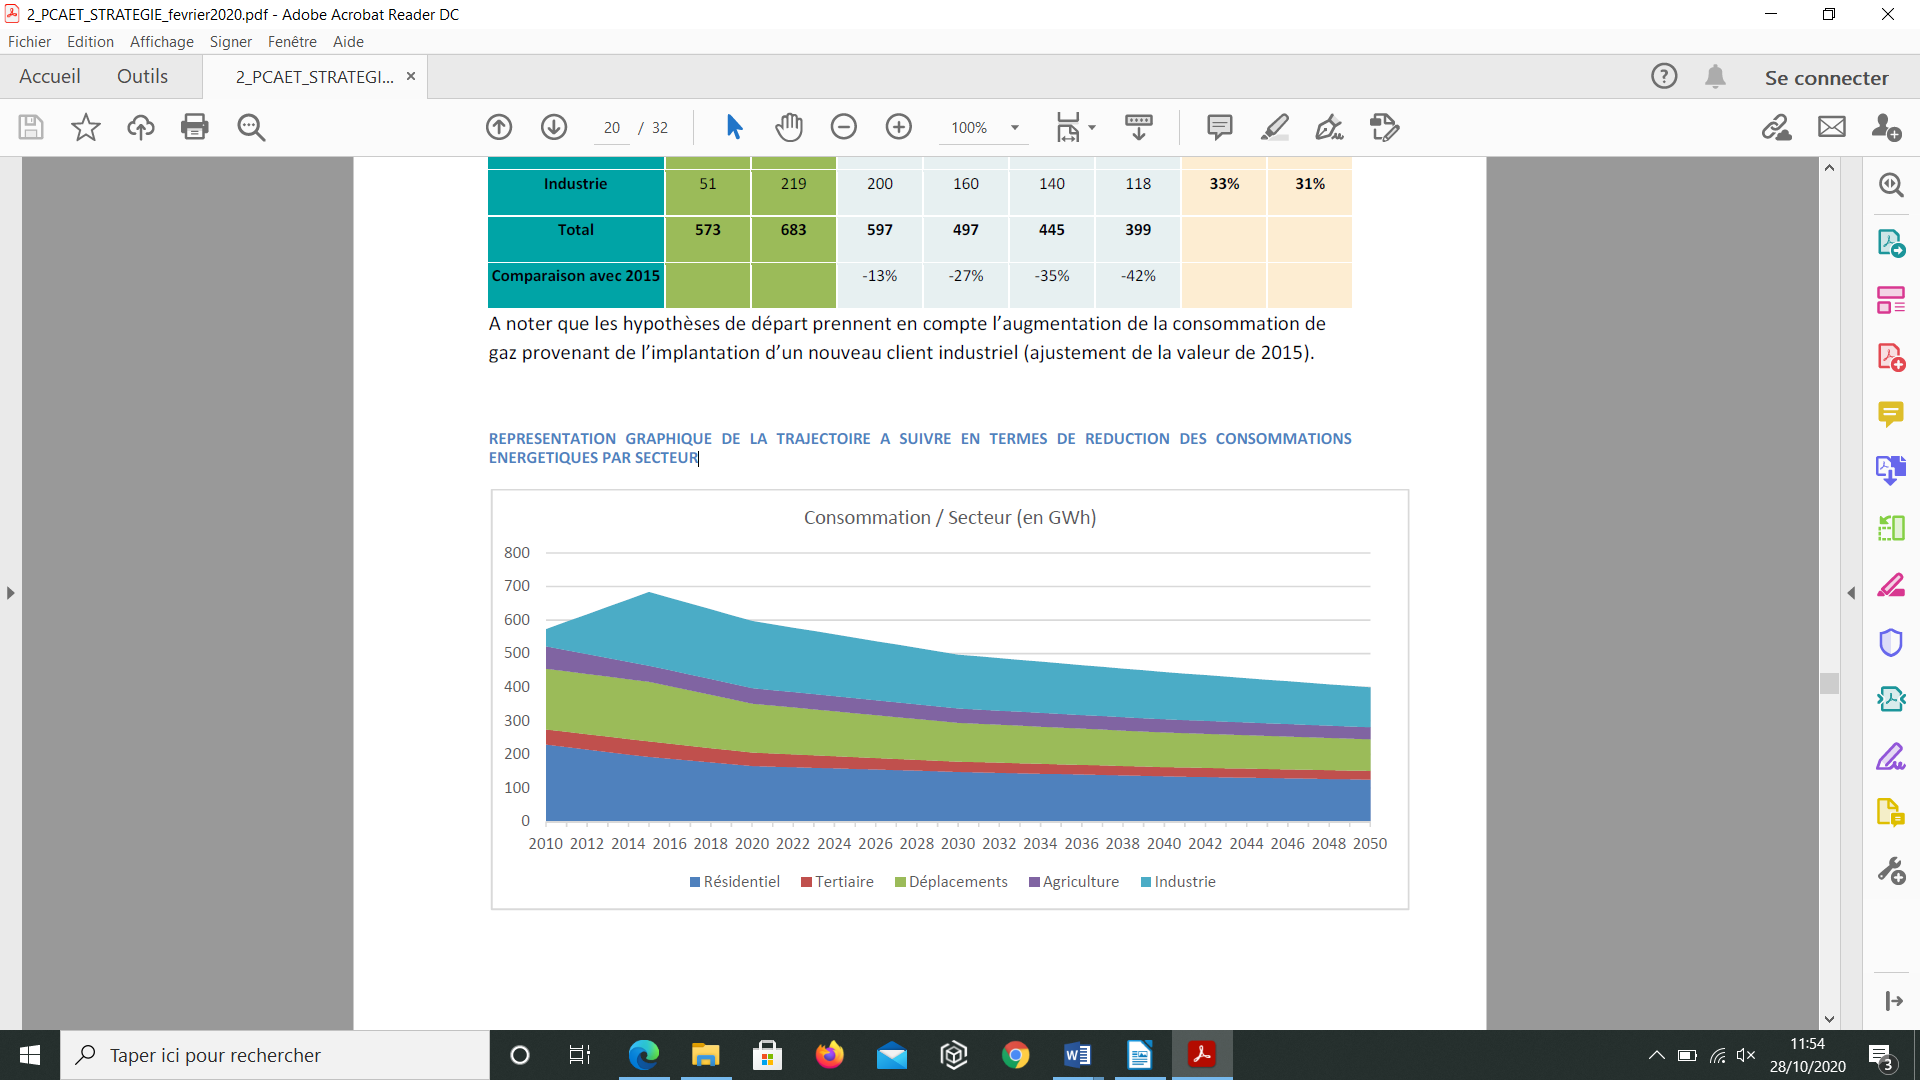 2_PCAET_STRATEGIE_fevrier2020.pdf - Adobe Acrobat Reader DC
Fichier Edition Affichage Signer Fenêtre Aide
Accueil Outils 2_PCAET_STRATEGI... × Se connecter
20 / 32 100%
Industrie 51 219 200 160 140 118 33% 31%
Total 573 683 597 497 445 399
Comparaison avec 2015 -13% -27% -35% -42%
A noter que les hypothèses de départ prennent en compte l’augmentation de la consommation de
gaz provenant de l’implantation d’un nouveau client industriel (ajustement de la valeur de 2015).
REPRESENTATION GRAPHIQUE DE LA TRAJECTOIRE A SUIVRE EN TERMES DE REDUCTION DES CONSOMMATIONS
ENERGETIQUES PAR SECTEUR
Consommation / Secteur (en GWh)
800
700
600
500
400
300
200
100
0
2010 2012 2014 2016 2018 2020 2022 2024 2026 2028 2030 2032 2034 2036 2038 2040 2042 2044 2046 2048 2050
Résidentiel Tertiaire Déplacements Agriculture Industrie
Taper ici pour rechercher
11:54
28/10/2020
3